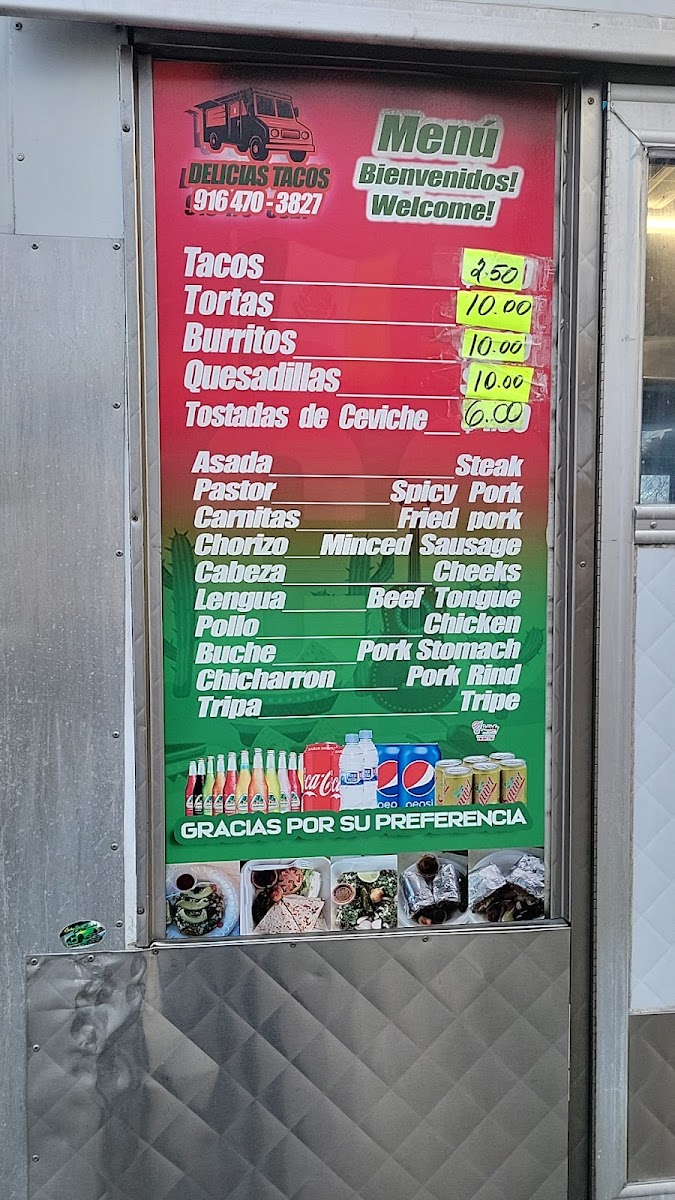 DELICIAS TACOS
916 470-3827
Menú
Bienvenidos!
Welcome!
Tacos 2.50
Tortas 10.00
Burritos 10.00
Quesadillas 10.00
Tostadas de Ceviche 6.00
Asada Steak
Pastor Spicy Pork
Carnitas Fried pork
Chorizo Minced Sausage
Cabeza Cheeks
Lengua Beef Tongue
Pollo Chicken
Buche Pork Stomach
Chicharron Pork Rind
Tripa Tripe
Coca-Cola
pepsi
GRACIAS POR SU PREFERENCIA